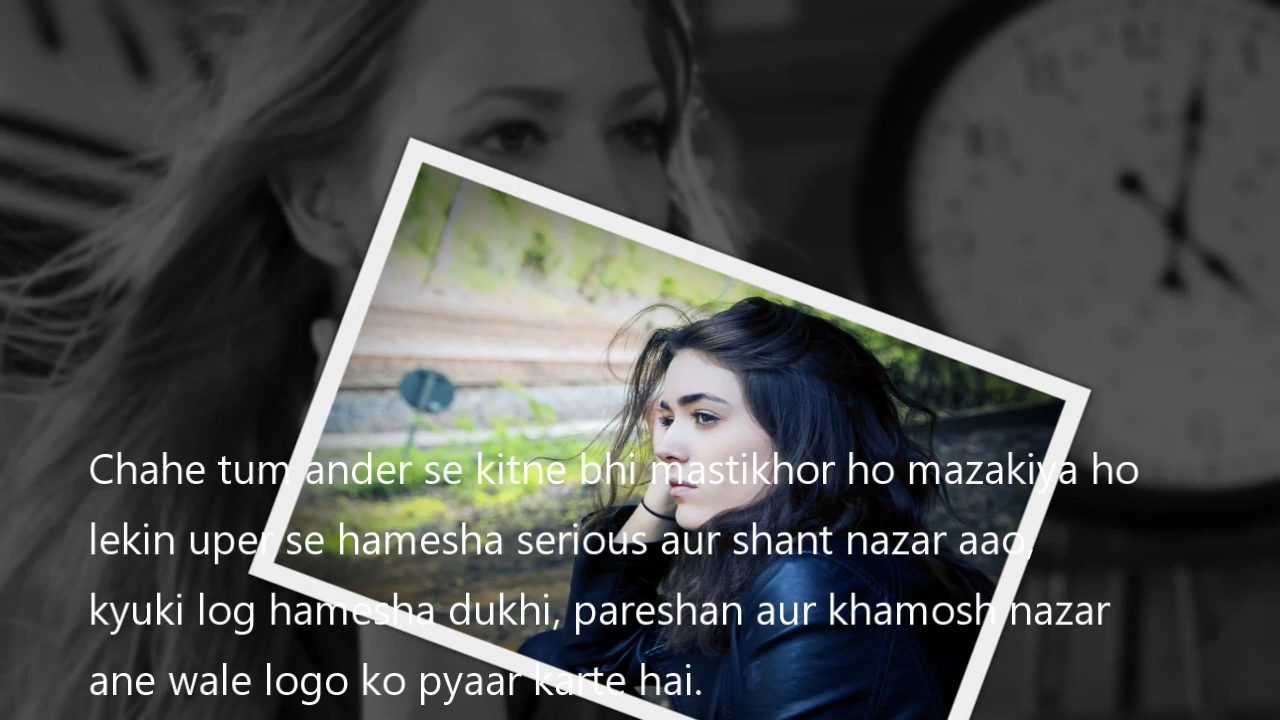 Chahe tum ander se kitne bhi mastikhor ho mazakiya ho
lekin uper se hamesha serious aur shant nazar aao,
kyuki log hamesha dukhi, pareshan aur khamosh nazar
ane wale logo ko pyaar karte hai.